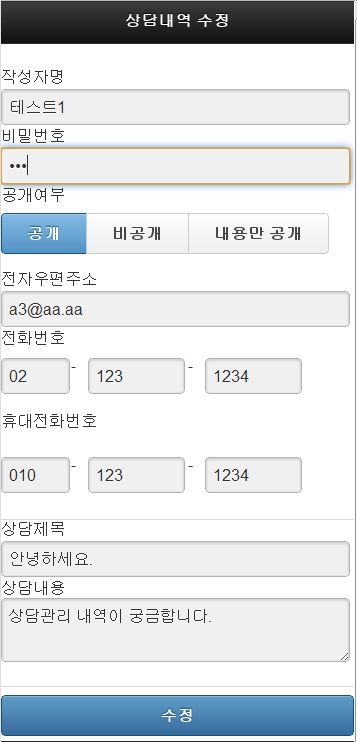 상담내역 수정
작성자명
테스트1
비밀번호
•••
공개여부
공개 비공개 내용만 공개
전자우편주소
a3@aa.aa
전화번호
02 - 123 - 1234
휴대전화번호
010 - 123 - 1234
상담제목
안녕하세요.
상담내용
상담관리 내역이 궁금합니다.
수정